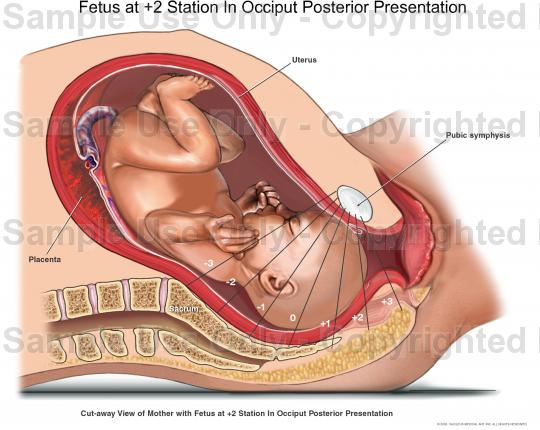 Fetus at +2 Station In Occiput Posterior Presentation
Sample Use Only - Copyrighted
Uterus
Sample Use Only - Copyrighted
Pubic symphysis
Sample Use Only - Copyrighted
Placenta
-3
-2
-1
0
+1
+2
+3
Sacrum
Sample Use Only - Copyrighted
Cut-away View of Mother with Fetus at +2 Station In Occiput Posterior Presentation